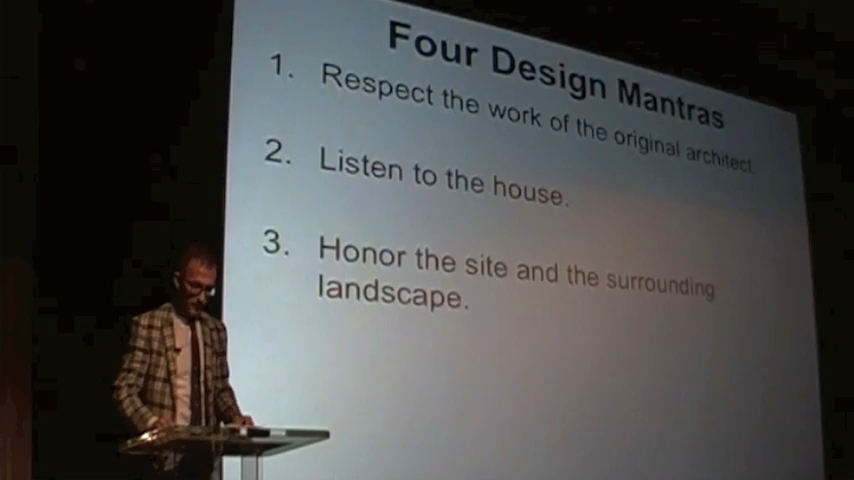 Four Design Mantras
1. Respect the work of the original architect.
2. Listen to the house.
3. Honor the site and the surrounding
landscape.